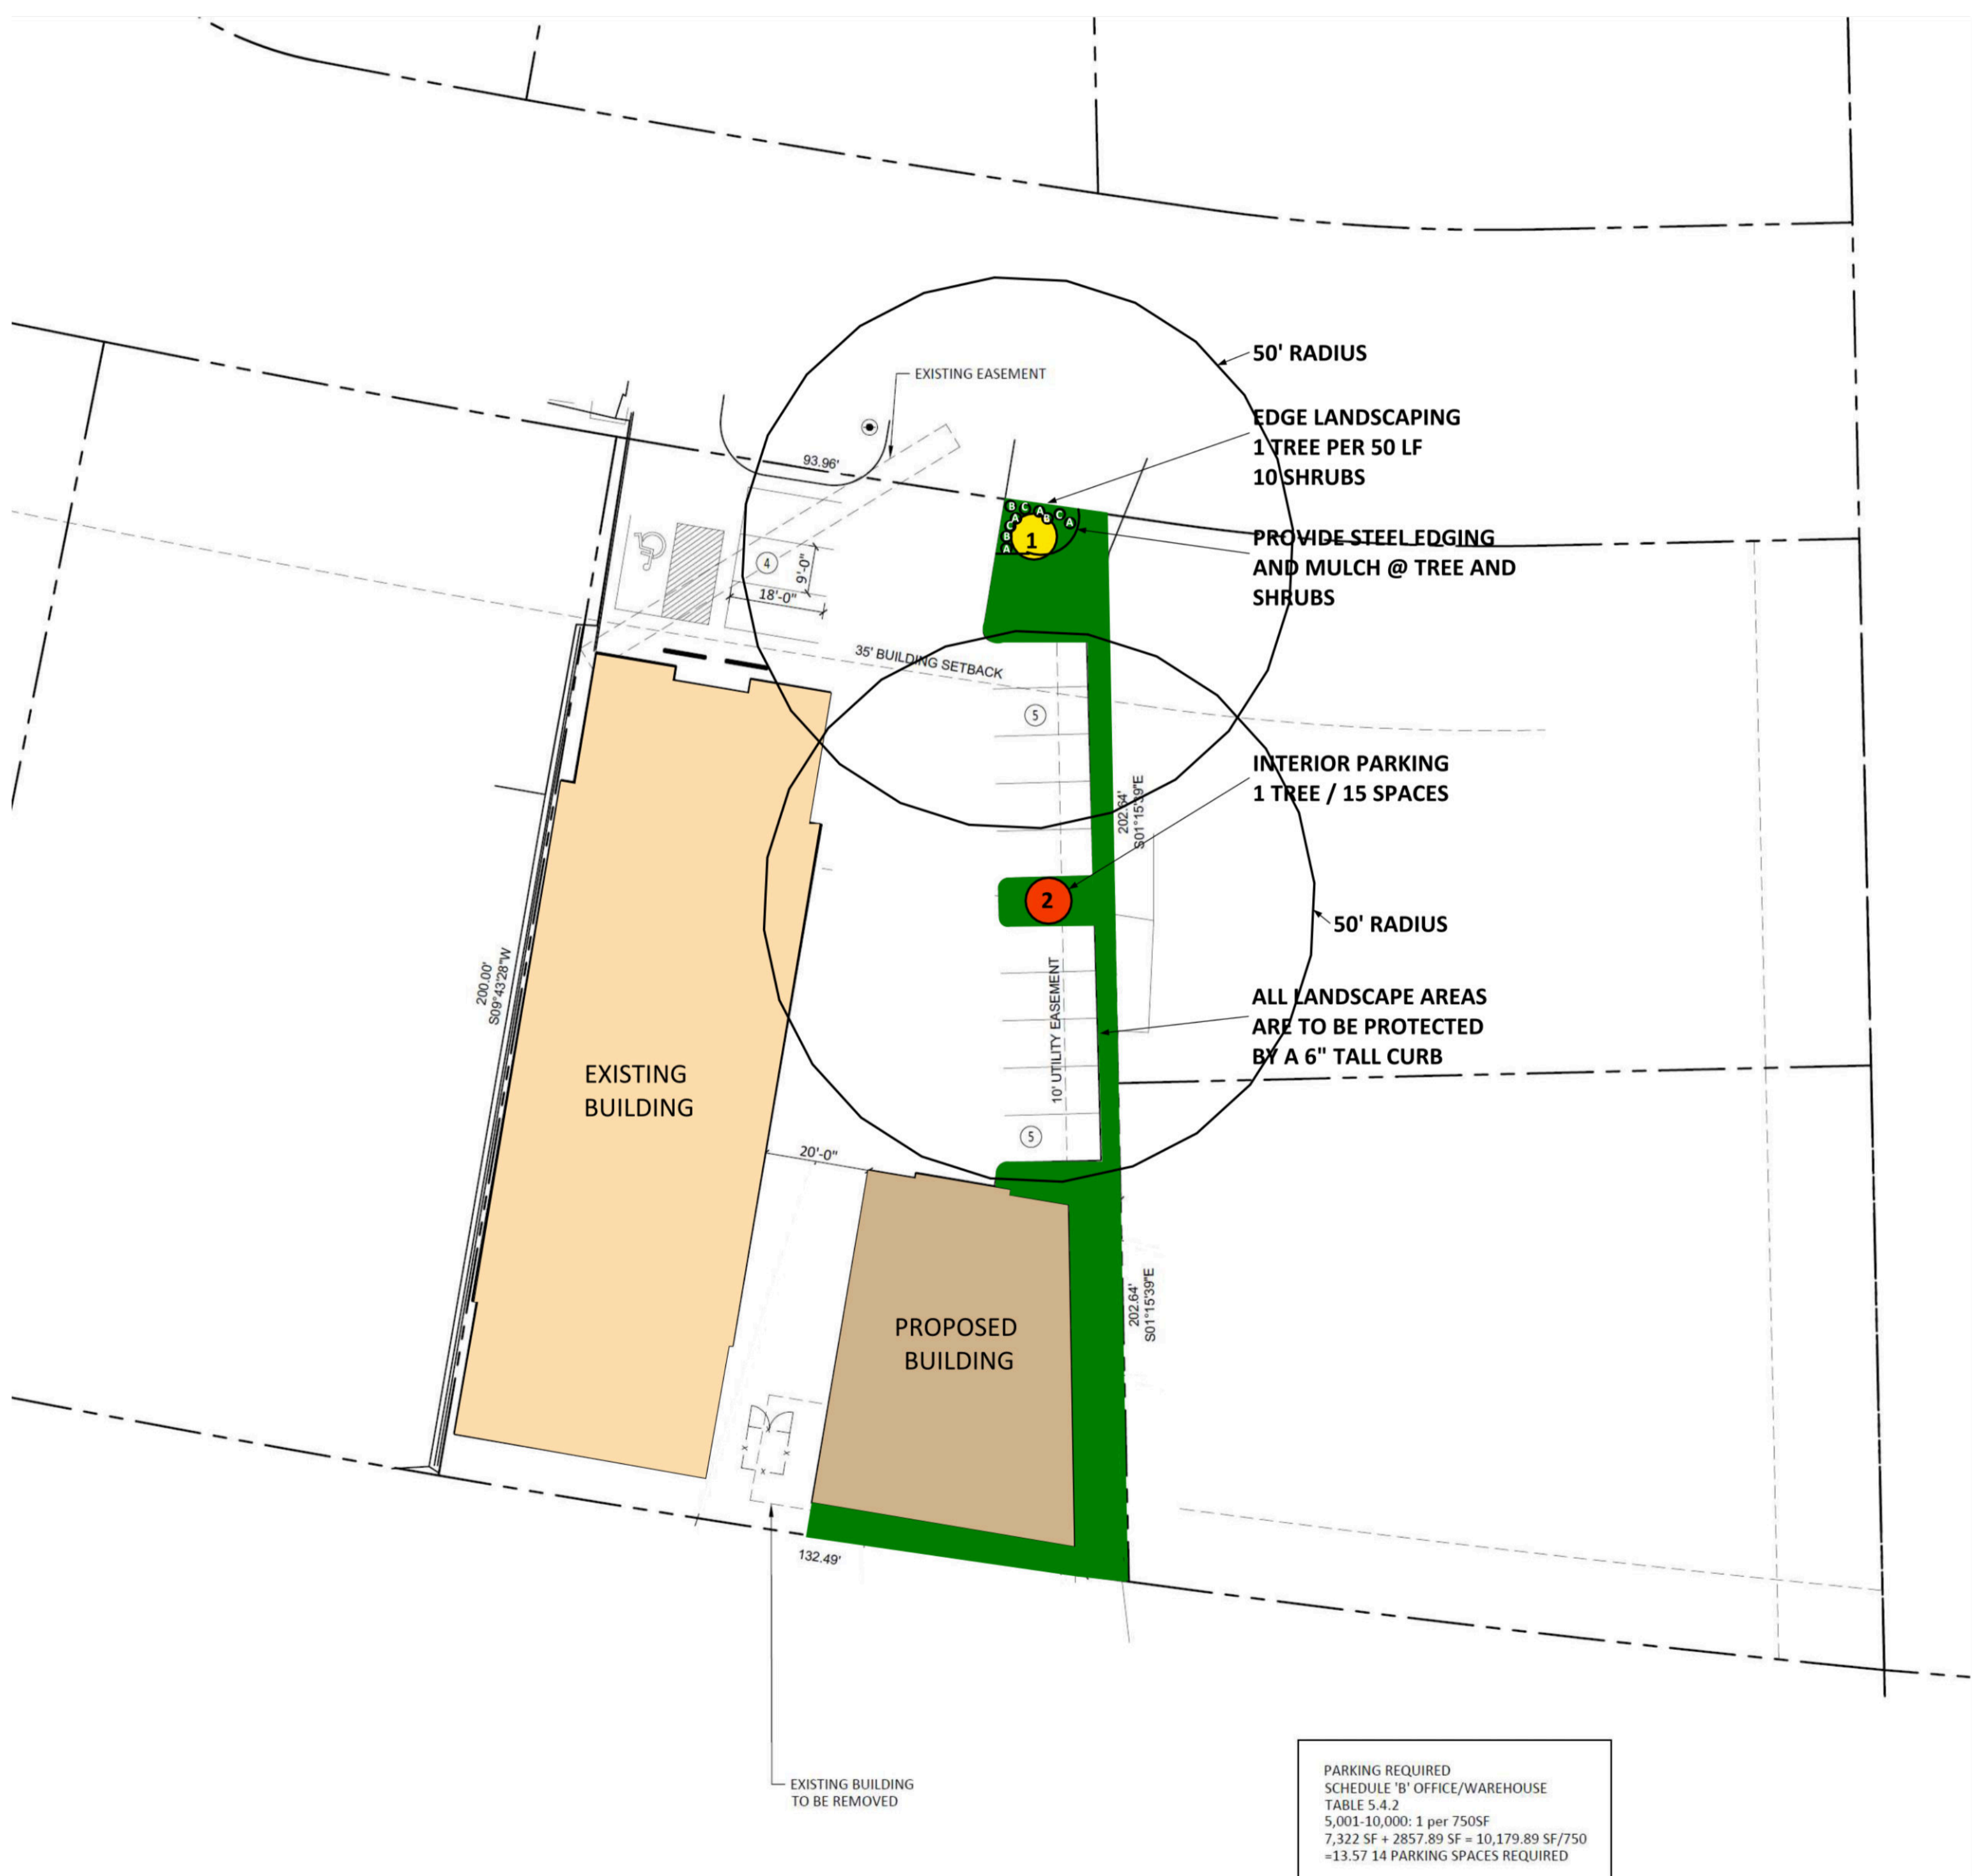 50' RADIUS
EXISTING EASEMENT
EDGE LANDSCAPING
1 TREE PER 50 LF
10 SHRUBS
93.96'
B C A C A
A B
C
B
A
1
PROVIDE STEEL EDGING
AND MULCH @ TREE AND
SHRUBS
4
9'-0"
18'-0"
35' BUILDING SETBACK
5
INTERIOR PARKING
1 TREE / 15 SPACES
202.64'
S01°15'39"E
2
50' RADIUS
200.00'
S09°43'28"W
10' UTILITY EASEMENT
ALL LANDSCAPE AREAS
ARE TO BE PROTECTED
BY A 6" TALL CURB
EXISTING
BUILDING
5
20'-0"
202.64'
S01°15'39"E
PROPOSED
BUILDING
x x
x
132.49'
EXISTING BUILDING
TO BE REMOVED
PARKING REQUIRED
SCHEDULE 'B' OFFICE/WAREHOUSE
TABLE 5.4.2
5,001-10,000: 1 per 750SF
7,322 SF + 2857.89 SF = 10,179.89 SF/750
=13.57 14 PARKING SPACES REQUIRED